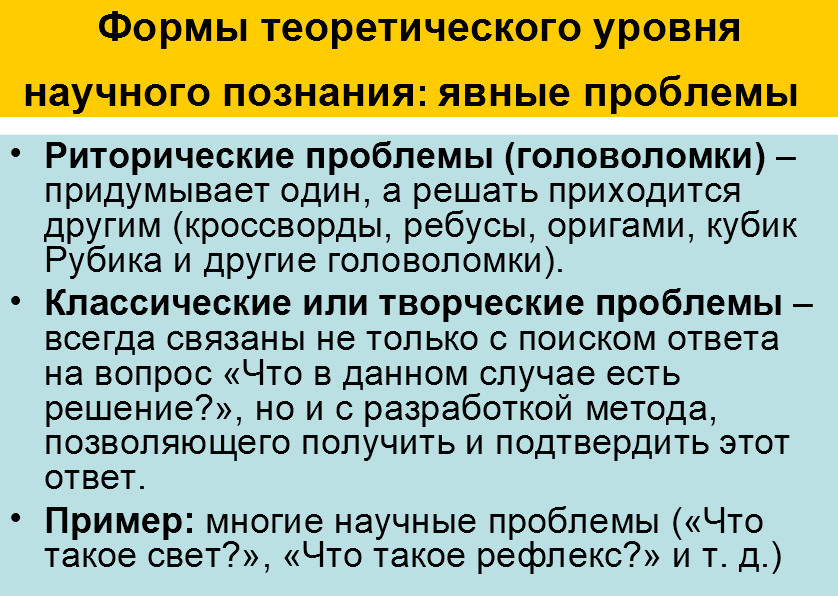 Формы теоретического уровня
научного познания: явные проблемы
• Риторические проблемы (головоломки) –
придумывает один, а решать приходится
другим (кроссворды, ребусы, оригами, кубик
Рубика и другие головоломки).
• Классические или творческие проблемы –
всегда связаны не только с поиском ответа
на вопрос «Что в данном случае есть
решение?», но и с разработкой метода,
позволяющего получить и подтвердить этот
ответ.
• Пример: многие научные проблемы («Что
такое свет?», «Что такое рефлекс?» и т. д.)